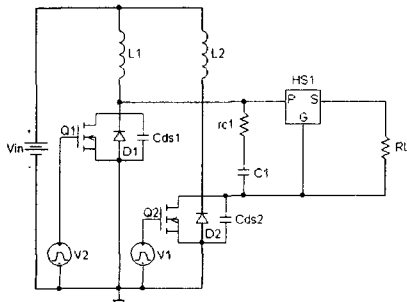 L1
L2
HS1
P S
G
Q1
Cds1
D1
rc1
Vin
+
-
C1
RL
Q2
Cds2
D2
V2
V1